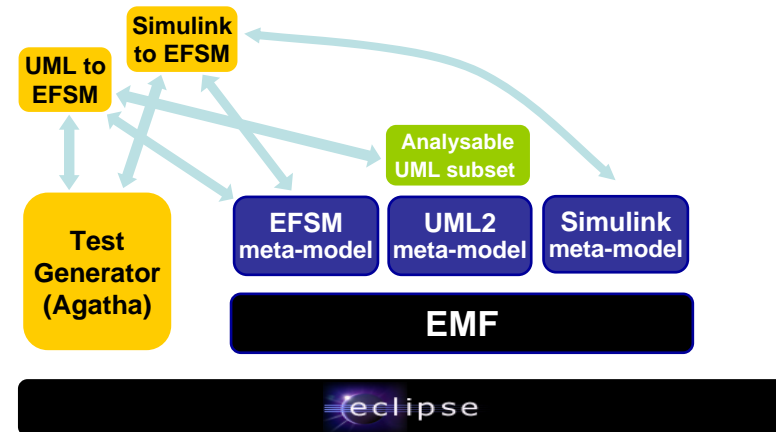 Simulink
to EFSM
UML to
EFSM
Analysable
UML subset
Test
Generator
(Agatha)
EFSM
meta-model
UML2
meta-model
Simulink
meta-model
EMF
eclipse